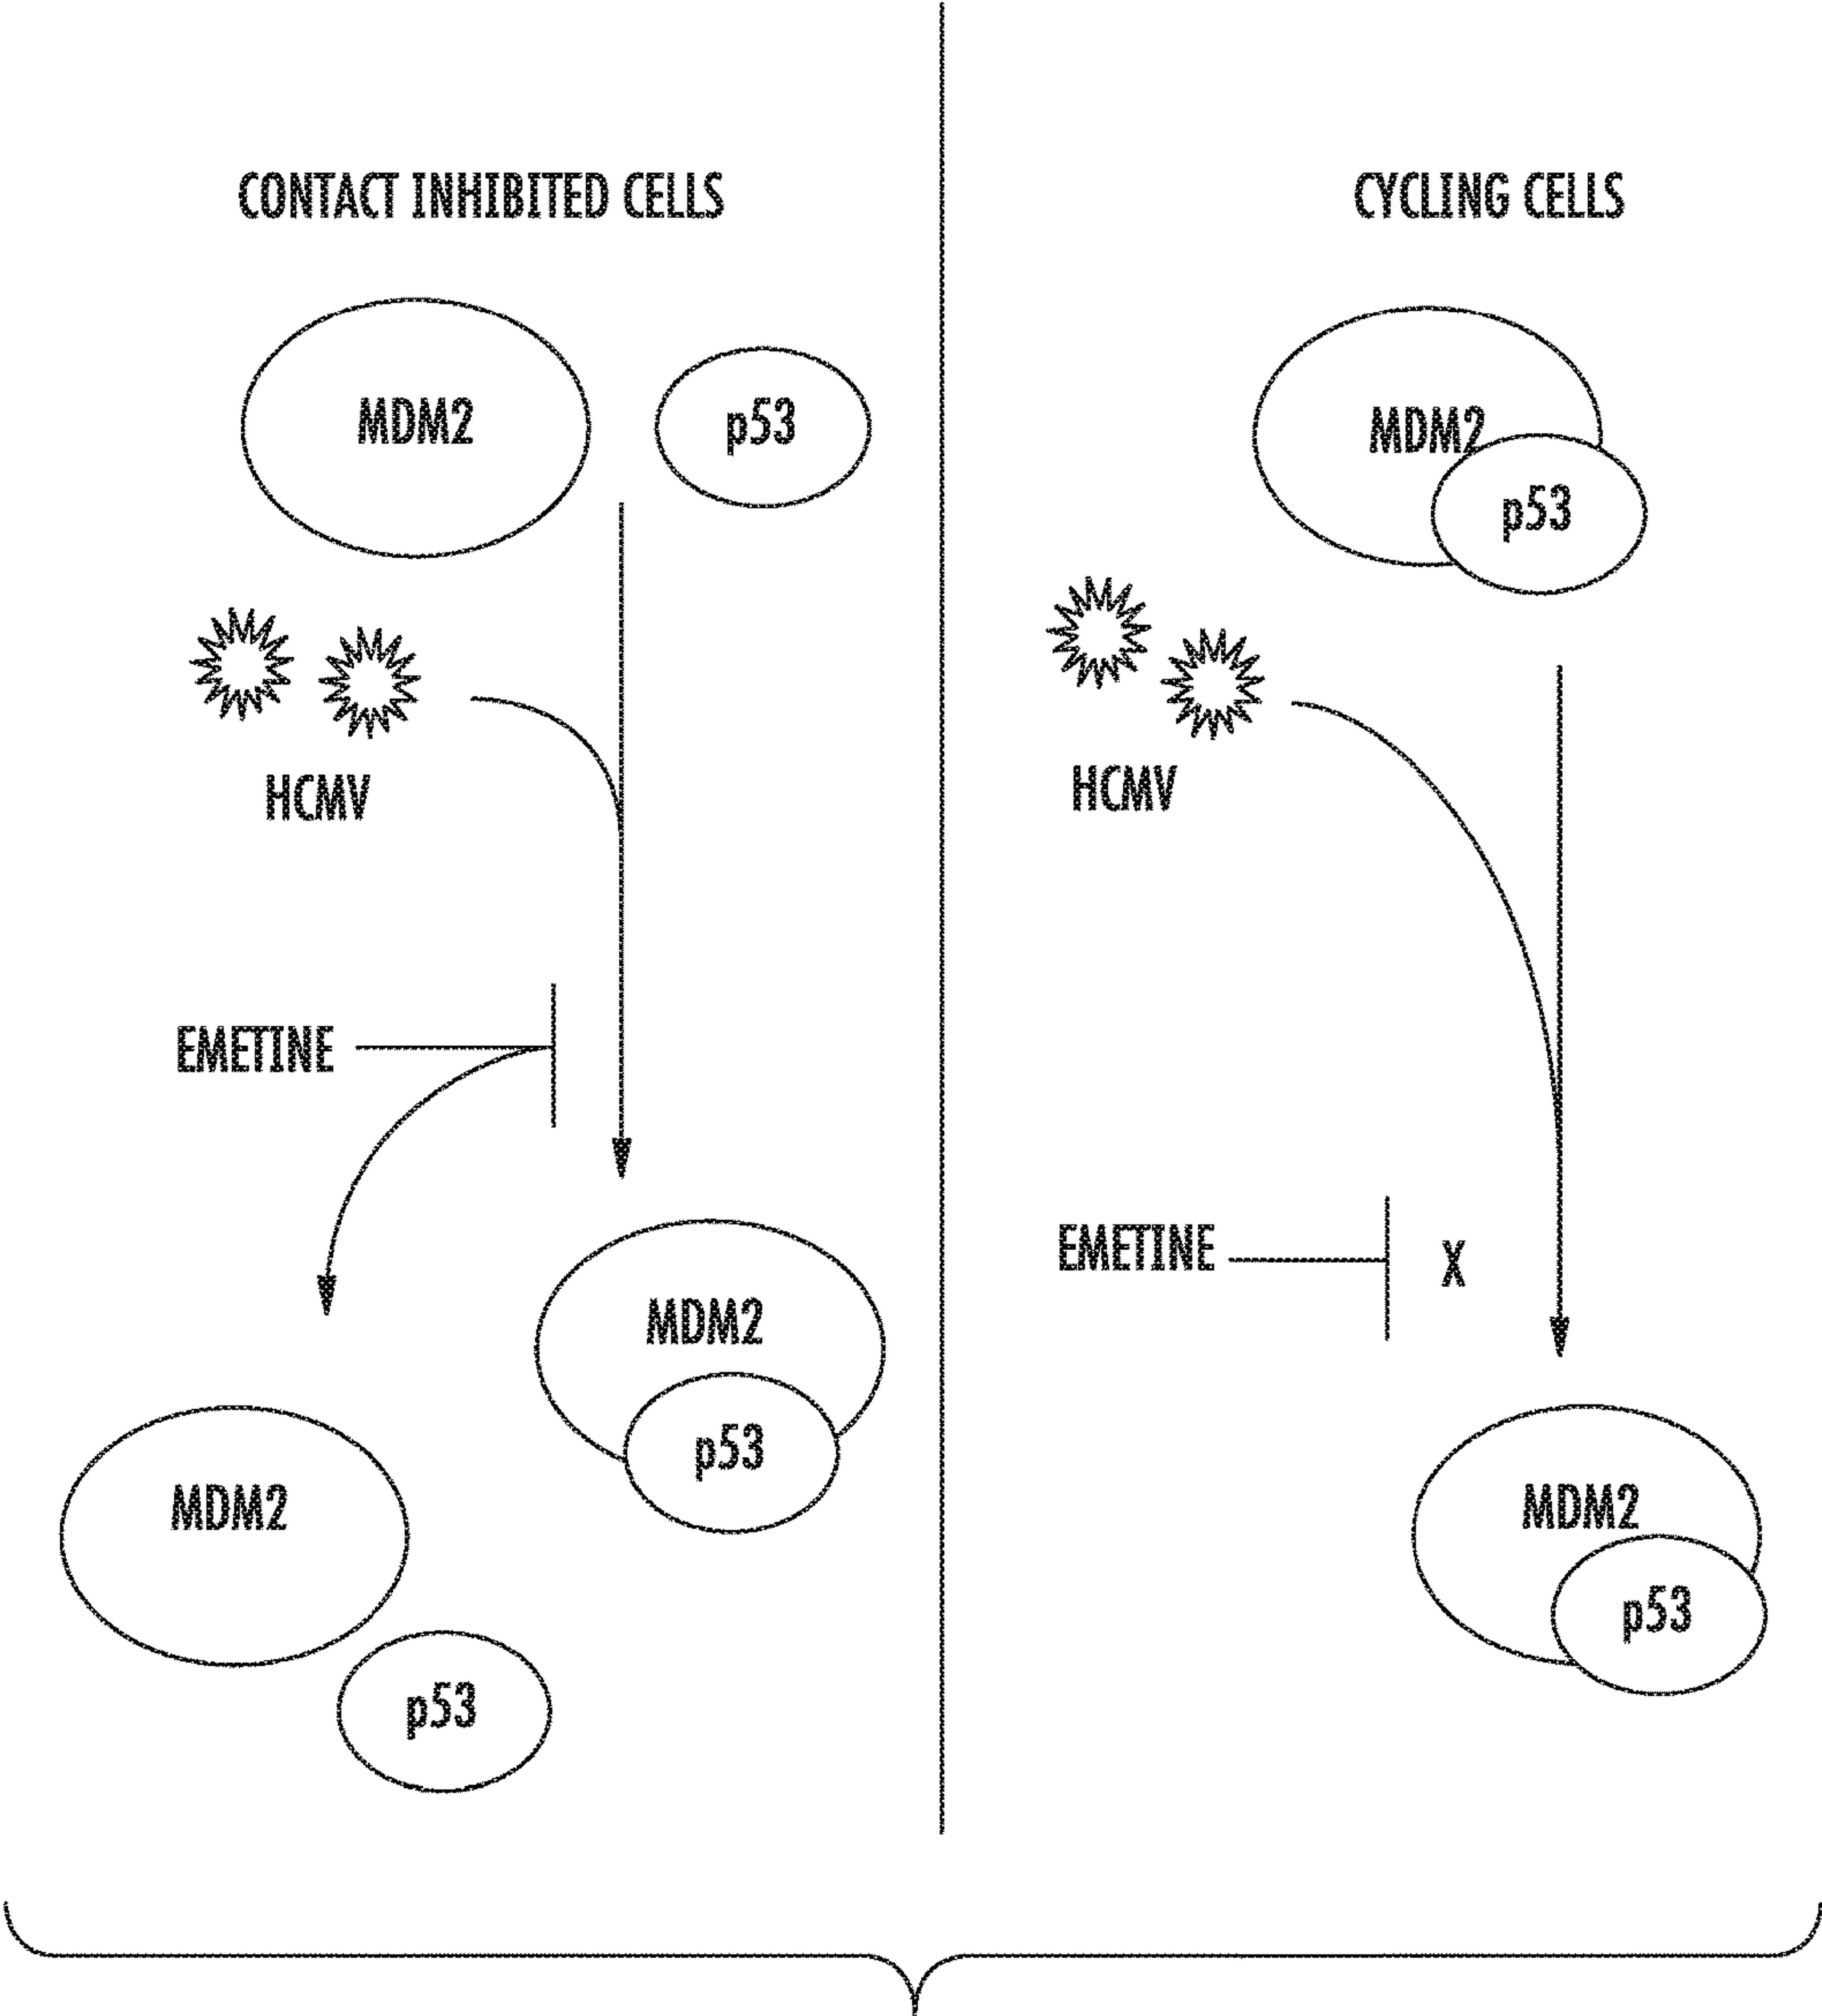 CONTACT INHIBITED CELLS
MDM2
p53
HCMV
EMETINE
MDM2
p53
MDM2
p53
CYCLING CELLS
MDM2
p53
HCMV
EMETINE
X
MDM2
p53